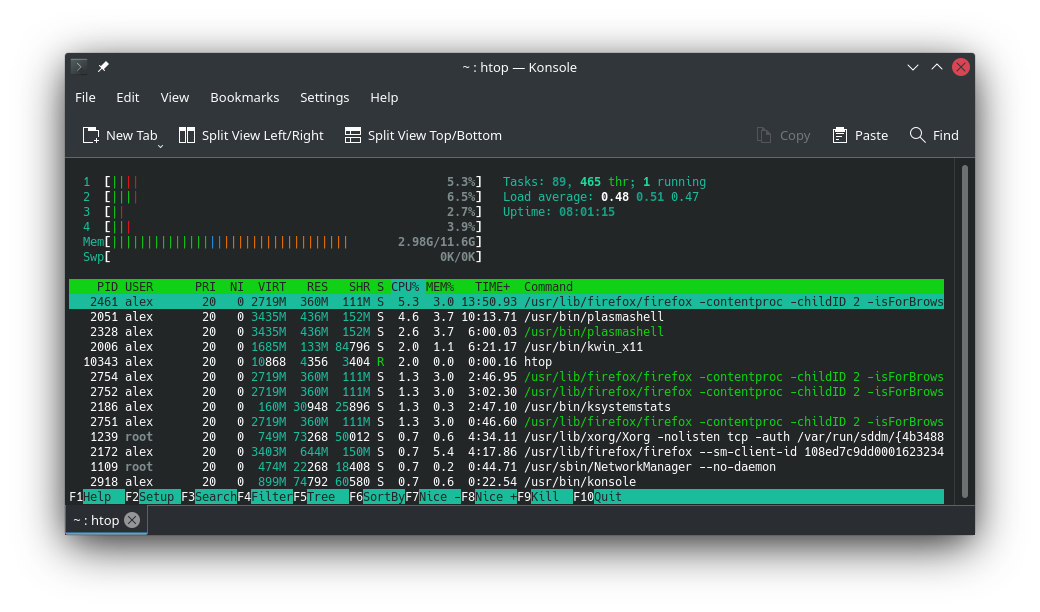 ~ : htop — Konsole
File Edit View Bookmarks Settings Help
New Tab Split View Left/Right Split View Top/Bottom Copy Paste Find
1 [|||| 5.3%] Tasks: 89, 465 thr; 1 running
2 [|||| 6.5%] Load average: 0.48 0.51 0.47
3 [|| 2.7%] Uptime: 08:01:15
4 [||| 3.9%]
Mem[|||||||||||||||||||||||||||||||||| 2.98G/11.6G]
Swp[ 0K/0K]
PID USER PRI NI VIRT RES SHR S CPU% MEM% TIME+ Command
2461 alex 20 0 2719M 360M 111M S 5.3 3.0 13:50.93 /usr/lib/firefox/firefox -contentproc -childID 2 -isForBrows
2051 alex 20 0 3435M 436M 152M S 4.6 3.7 10:13.71 /usr/bin/plasmashell
2328 alex 20 0 3435M 436M 152M S 2.6 3.7 6:00.03 /usr/bin/plasmashell
2006 alex 20 0 1685M 133M 84796 S 2.0 1.1 6:21.17 /usr/bin/kwin_x11
10343 alex 20 0 10868 4356 3404 R 2.0 0.0 0:00.16 htop
2754 alex 20 0 2719M 360M 111M S 1.3 3.0 2:46.95 /usr/lib/firefox/firefox -contentproc -childID 2 -isForBrows
2752 alex 20 0 2719M 360M 111M S 1.3 3.0 3:02.30 /usr/lib/firefox/firefox -contentproc -childID 2 -isForBrows
2186 alex 20 0 160M 30948 25896 S 1.3 0.3 2:47.10 /usr/bin/ksystemstats
2751 alex 20 0 2719M 360M 111M S 1.3 3.0 0:46.60 /usr/lib/firefox/firefox -contentproc -childID 2 -isForBrows
1239 root 20 0 749M 73268 50012 S 0.7 0.6 4:34.11 /usr/lib/xorg/Xorg -nolisten tcp -auth /var/run/sddm/{4b3488
2172 alex 20 0 3403M 644M 150M S 0.7 5.4 4:17.86 /usr/lib/firefox/firefox --sm-client-id 108ed7c9dd0001623234
1109 root 20 0 474M 22268 18408 S 0.7 0.2 0:44.71 /usr/sbin/NetworkManager --no-daemon
2918 alex 20 0 899M 74792 60580 S 0.7 0.6 0:22.54 /usr/bin/konsole
F1Help F2Setup F3SearchF4FilterF5Tree F6SortByF7Nice -F8Nice +F9Kill F10Quit
~ : htop